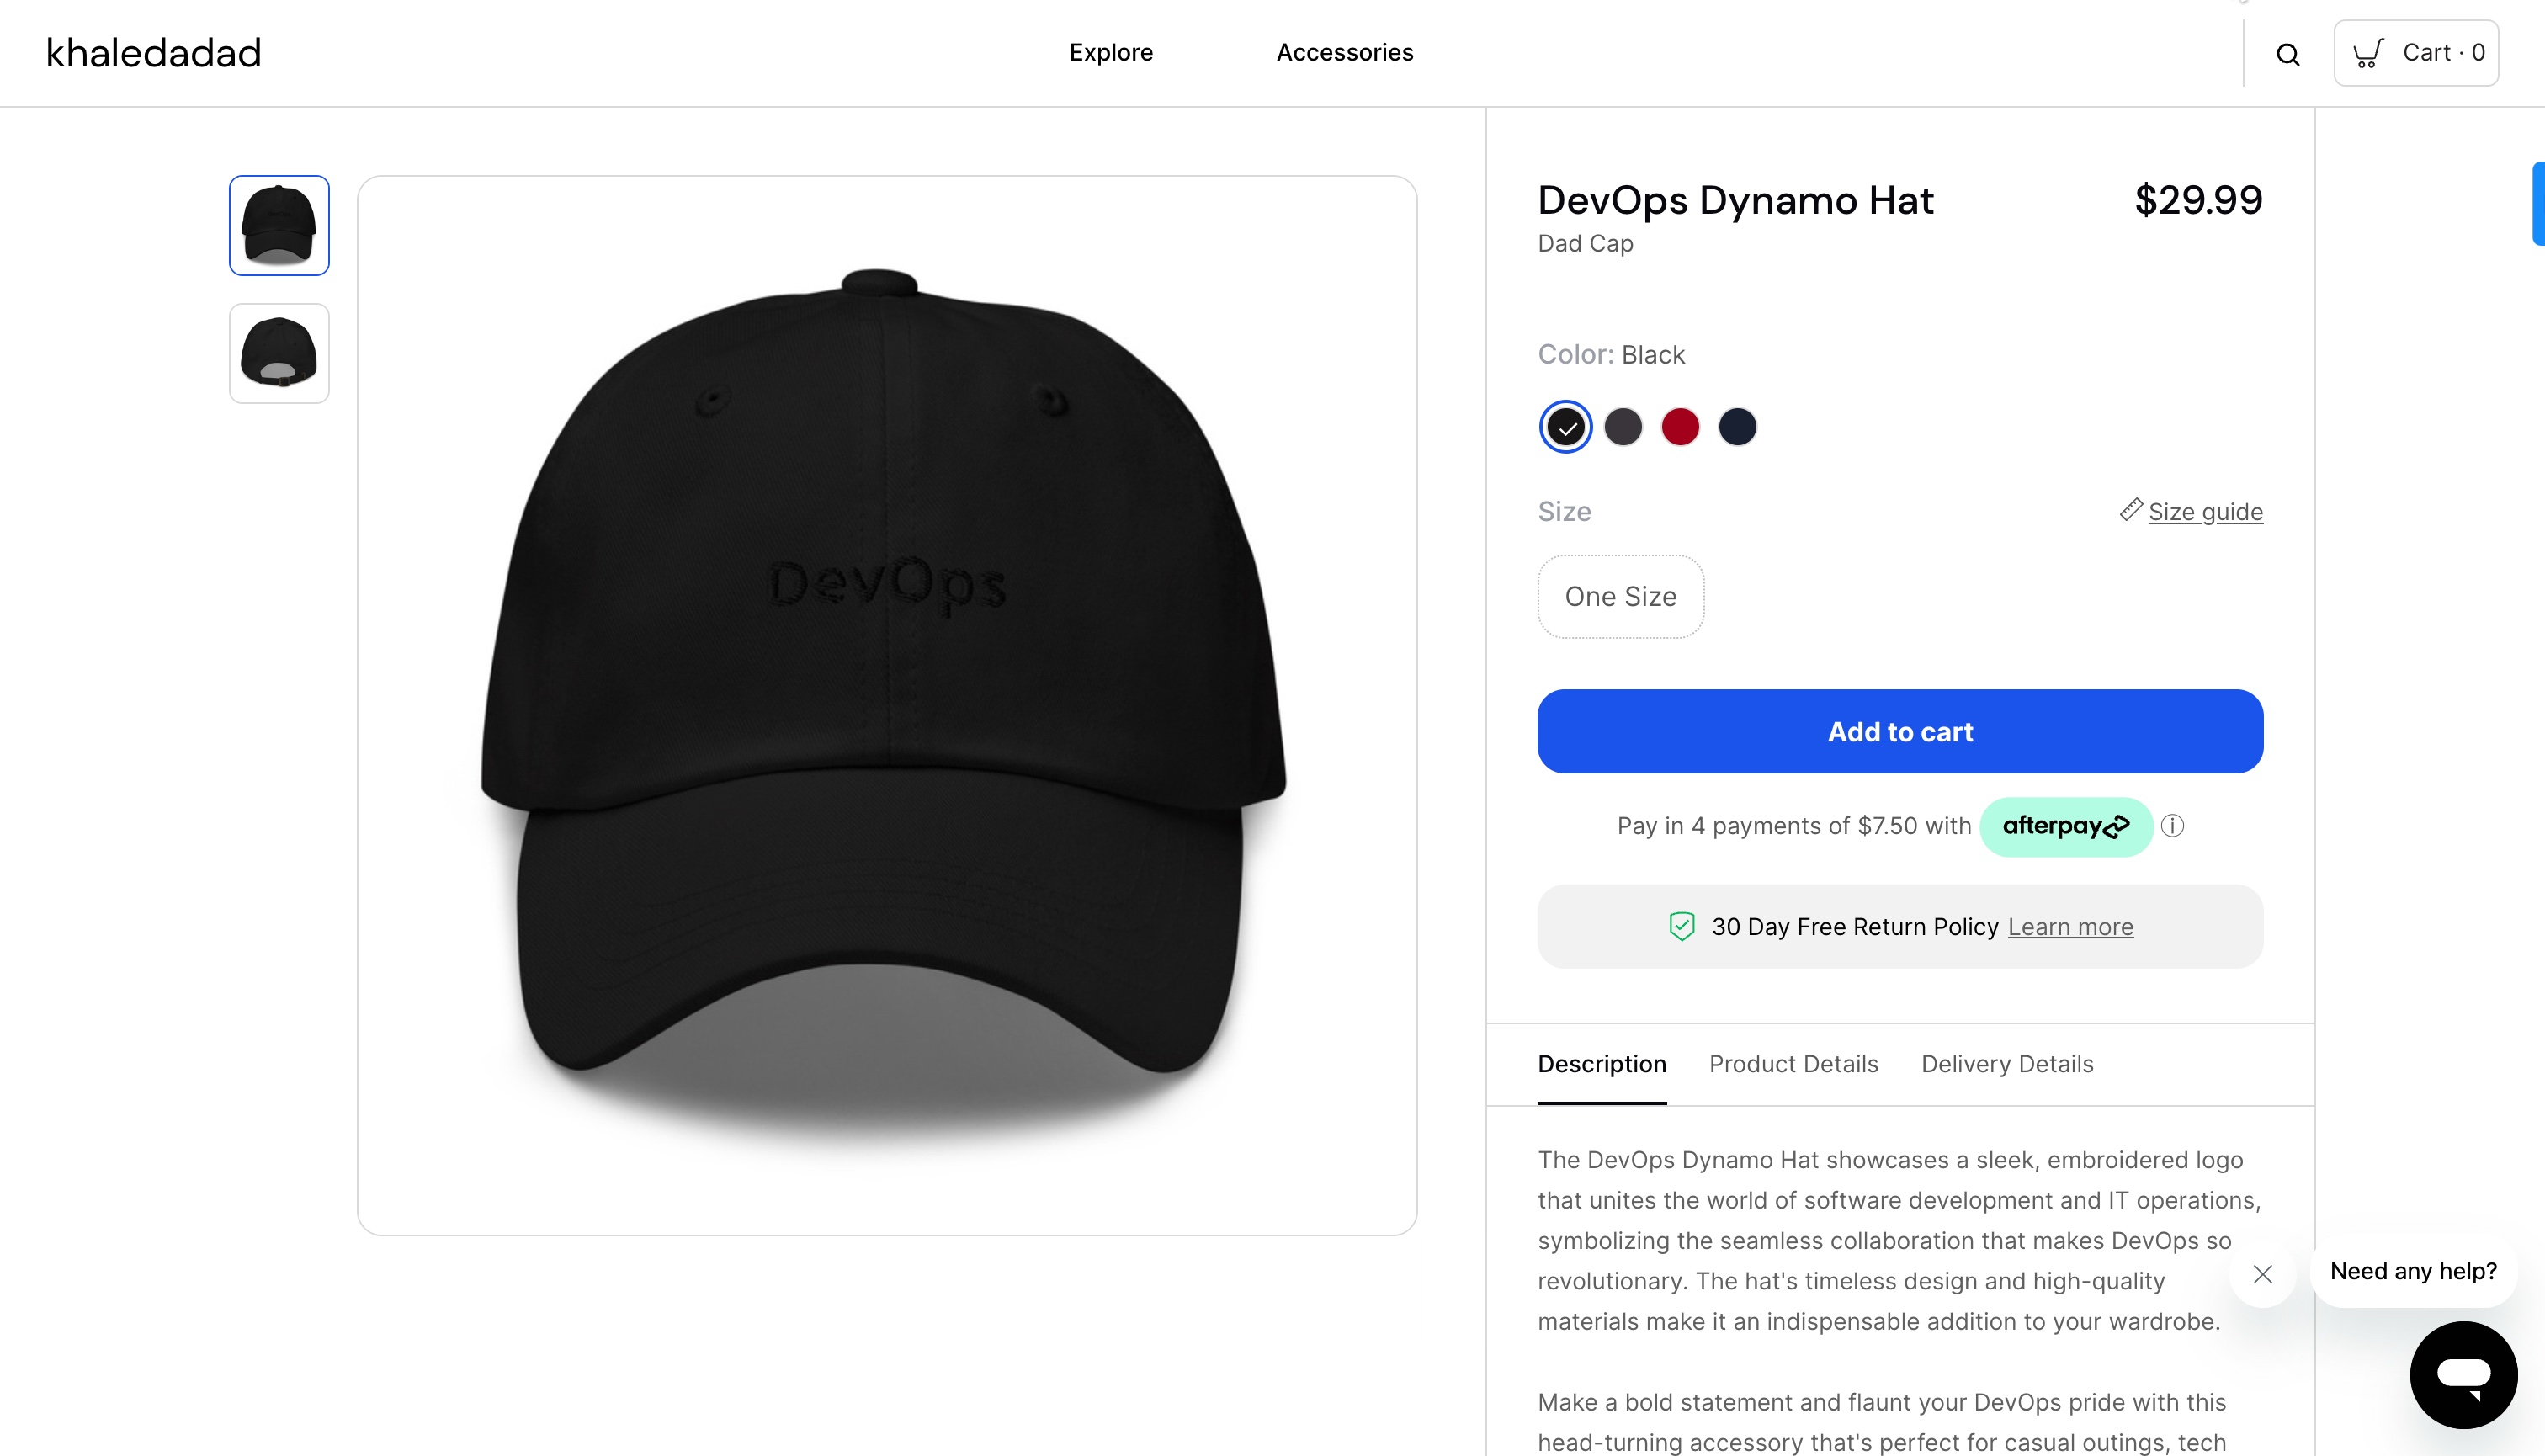 khaledadad
Explore
Accessories
Cart · 0
DevOps
DevOps Dynamo Hat
$29.99
Dad Cap
Color: Black
Size
Size guide
One Size
Add to cart
Pay in 4 payments of $7.50 with afterpay
30 Day Free Return Policy Learn more
Description
Product Details
Delivery Details
The DevOps Dynamo Hat showcases a sleek, embroidered logo
that unites the world of software development and IT operations,
symbolizing the seamless collaboration that makes DevOps so
revolutionary. The hat's timeless design and high-quality
materials make it an indispensable addition to your wardrobe.
Make a bold statement and flaunt your DevOps pride with this
head-turning accessory that's perfect for casual outings, tech
Need any help?